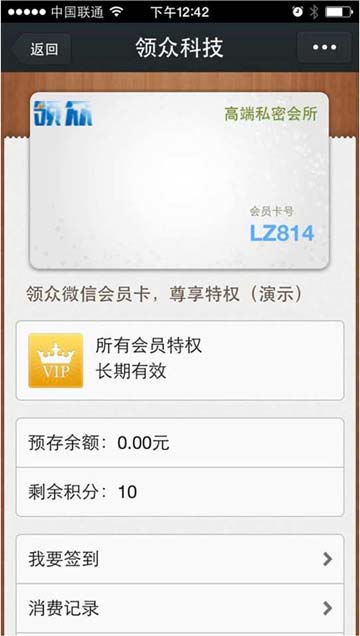 中国联通 下午12:42
返回 领众科技
领众
高端私密会所
会员卡号
LZ814
领众微信会员卡，尊享特权（演示）
所有会员特权
VIP
长期有效
预存余额：0.00元
剩余积分：10
我要签到
消费记录